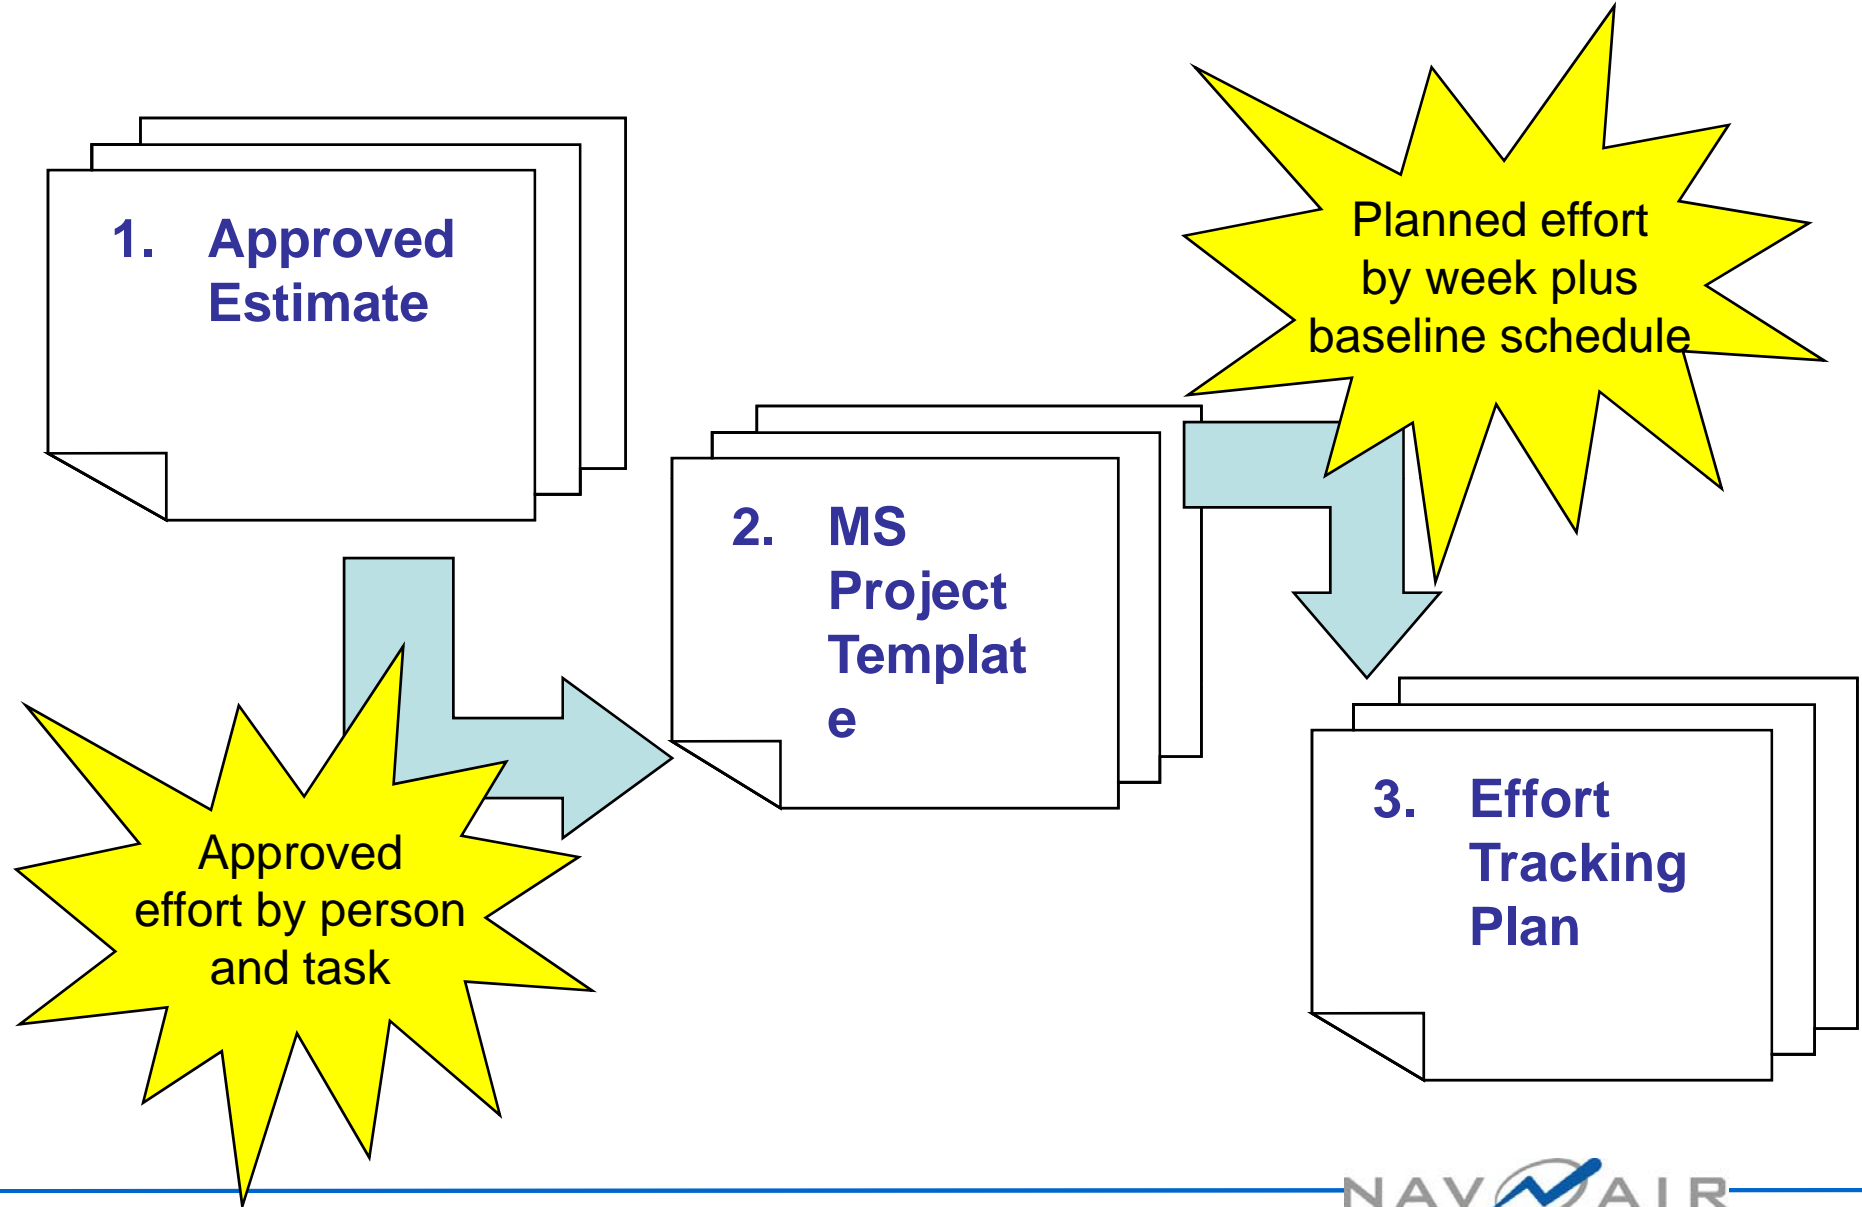 1. Approved
Estimate
Planned effort
by week plus
baseline schedule
2. MS
Project
Templat
e
Approved
effort by person
and task
3. Effort
Tracking
Plan
NAVAIR